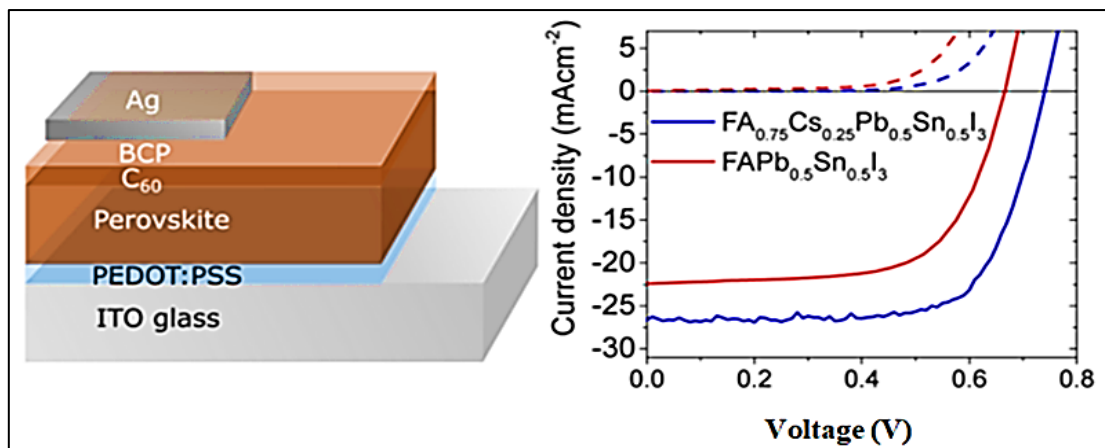 Ag
BCP
C₆₀
Perovskite
PEDOT:PSS
ITO glass
Current density (mAcm⁻²)
5
0
-5
-10
-15
-20
-25
-30
FA₀.₇₅Cs₀.₂₅Pb₀.₅Sn₀.₅I₃
FAPb₀.₅Sn₀.₅I₃
0.0 0.2 0.4 0.6 0.8
Voltage (V)